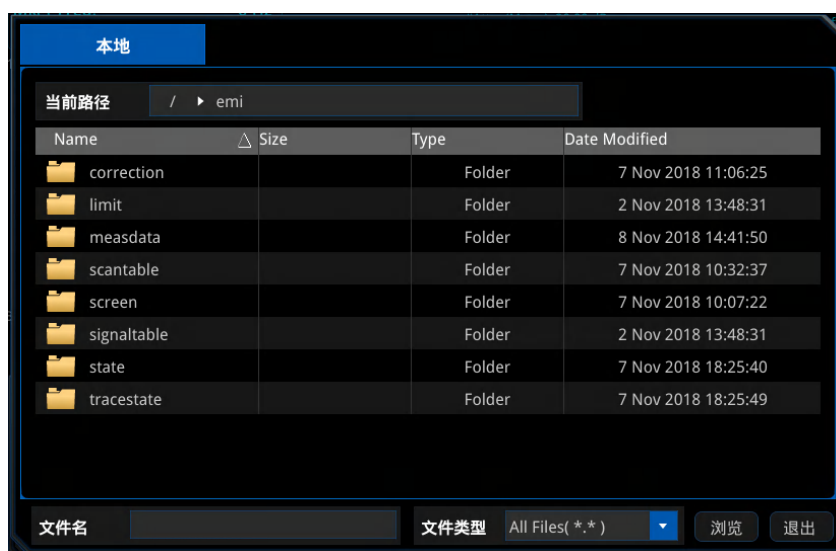 本地
当前路径 / ▸ emi
Name △ Size Type Date Modified
correction Folder 7 Nov 2018 11:06:25
limit Folder 2 Nov 2018 13:48:31
measdata Folder 8 Nov 2018 14:41:50
scantable Folder 7 Nov 2018 10:32:37
screen Folder 7 Nov 2018 10:07:22
signaltable Folder 2 Nov 2018 13:48:31
state Folder 7 Nov 2018 18:25:40
tracestate Folder 7 Nov 2018 18:25:49
文件名 文件类型 All Files( *.* ) 浏览 退出